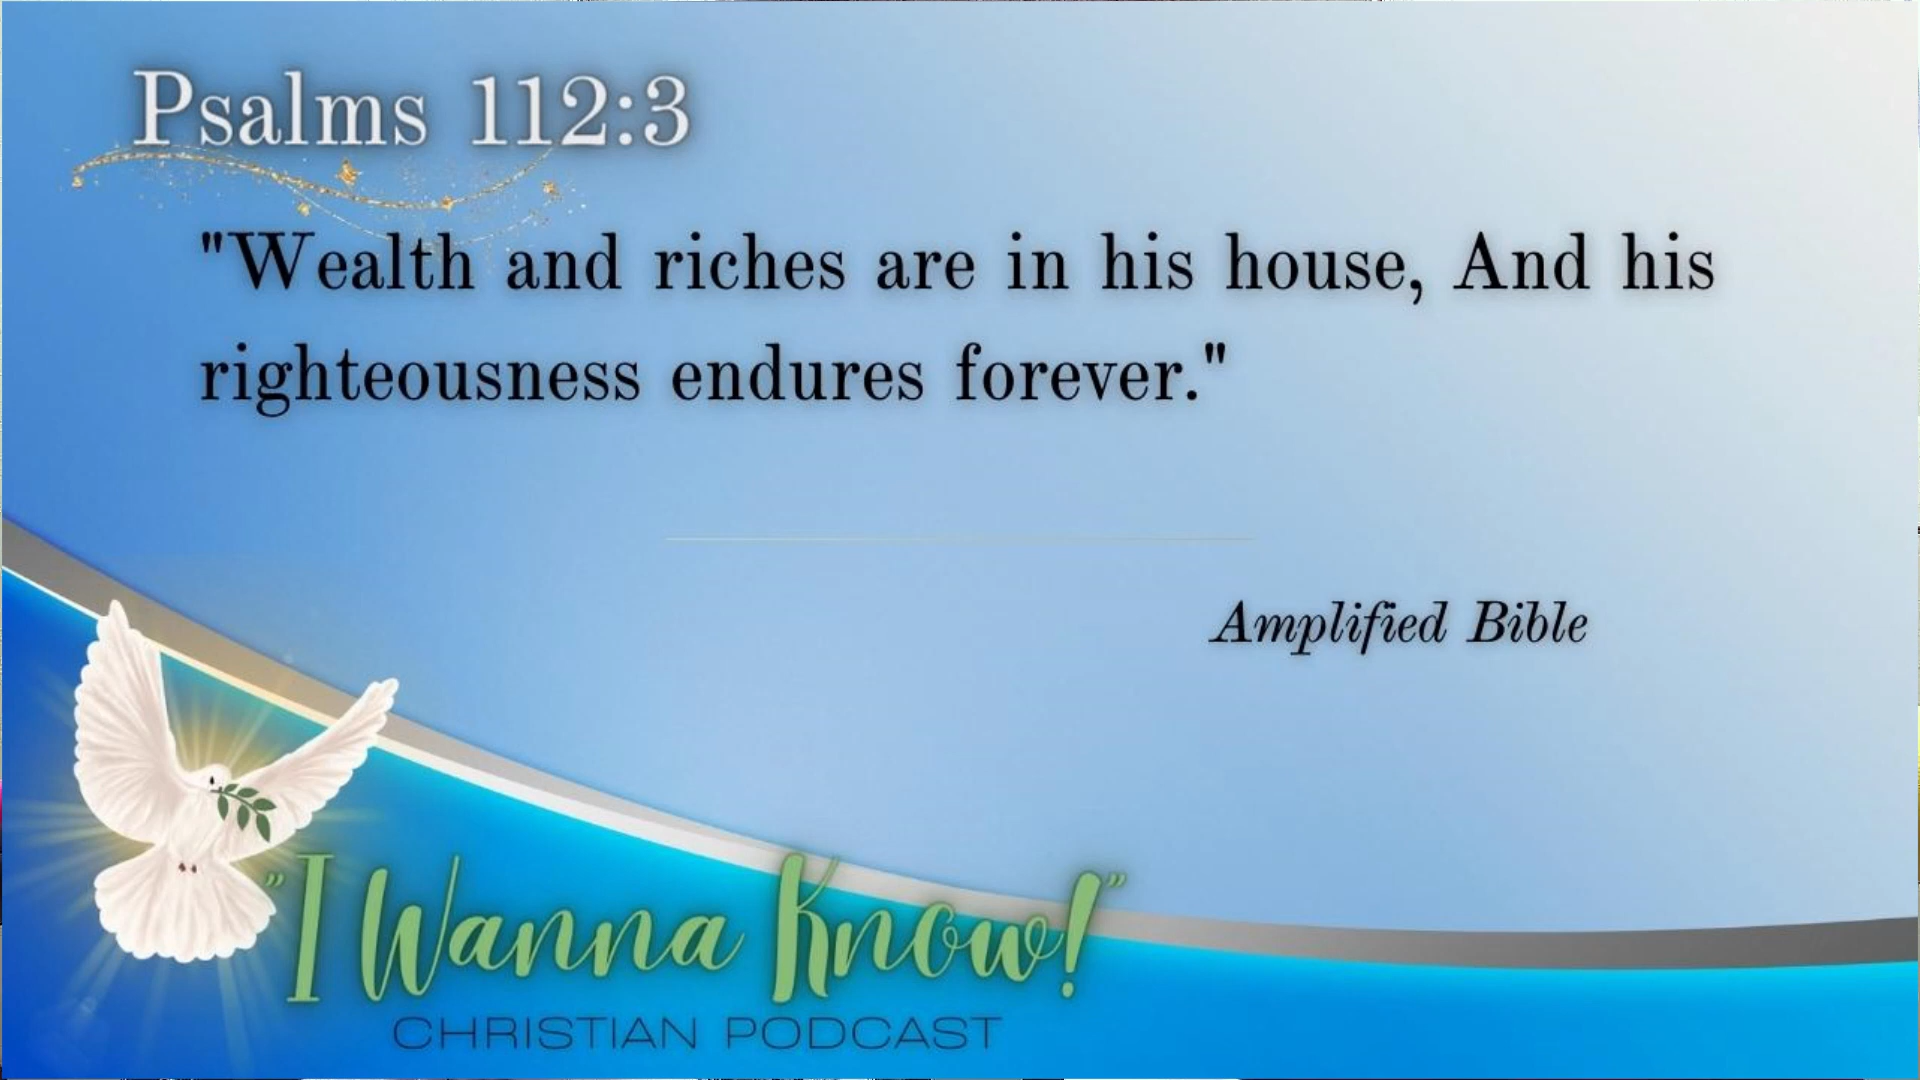 Psalms 112:3
"Wealth and riches are in his house, And his
righteousness endures forever."
Amplified Bible
"I Wanna Know!"
CHRISTIAN PODCAST